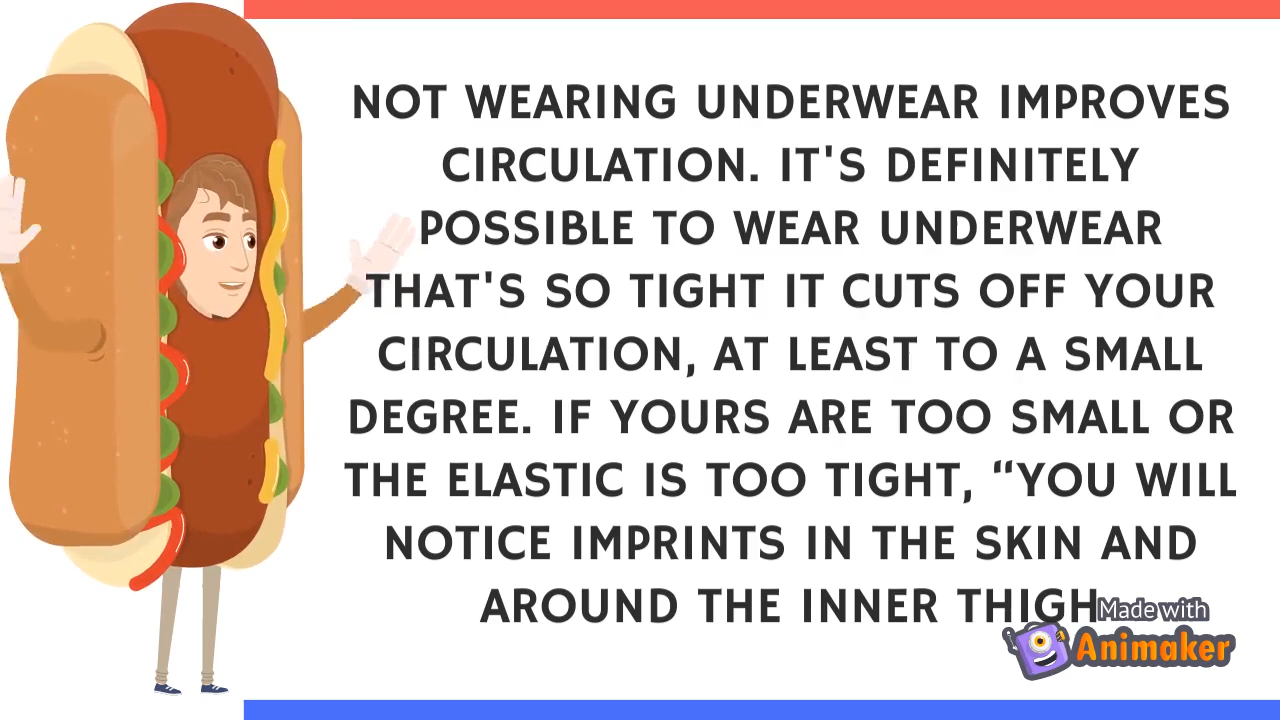 NOT WEARING UNDERWEAR IMPROVES
CIRCULATION. IT'S DEFINITELY
POSSIBLE TO WEAR UNDERWEAR
THAT'S SO TIGHT IT CUTS OFF YOUR
CIRCULATION, AT LEAST TO A SMALL
DEGREE. IF YOURS ARE TOO SMALL OR
THE ELASTIC IS TOO TIGHT, “YOU WILL
NOTICE IMPRINTS IN THE SKIN AND
AROUND THE INNER THIGH
Made with
Animaker